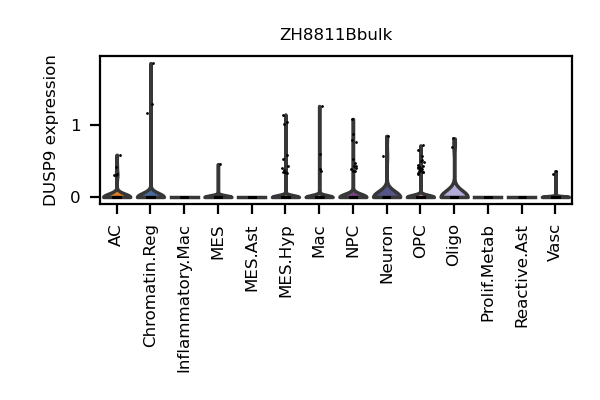 ZH8811Bbulk
DUSP9 expression
1
0
AC
Chromatin.Reg
Inflammatory.Mac
MES
MES.Ast
MES.Hyp
Mac
NPC
Neuron
OPC
Oligo
Prolif.Metab
Reactive.Ast
Vasc